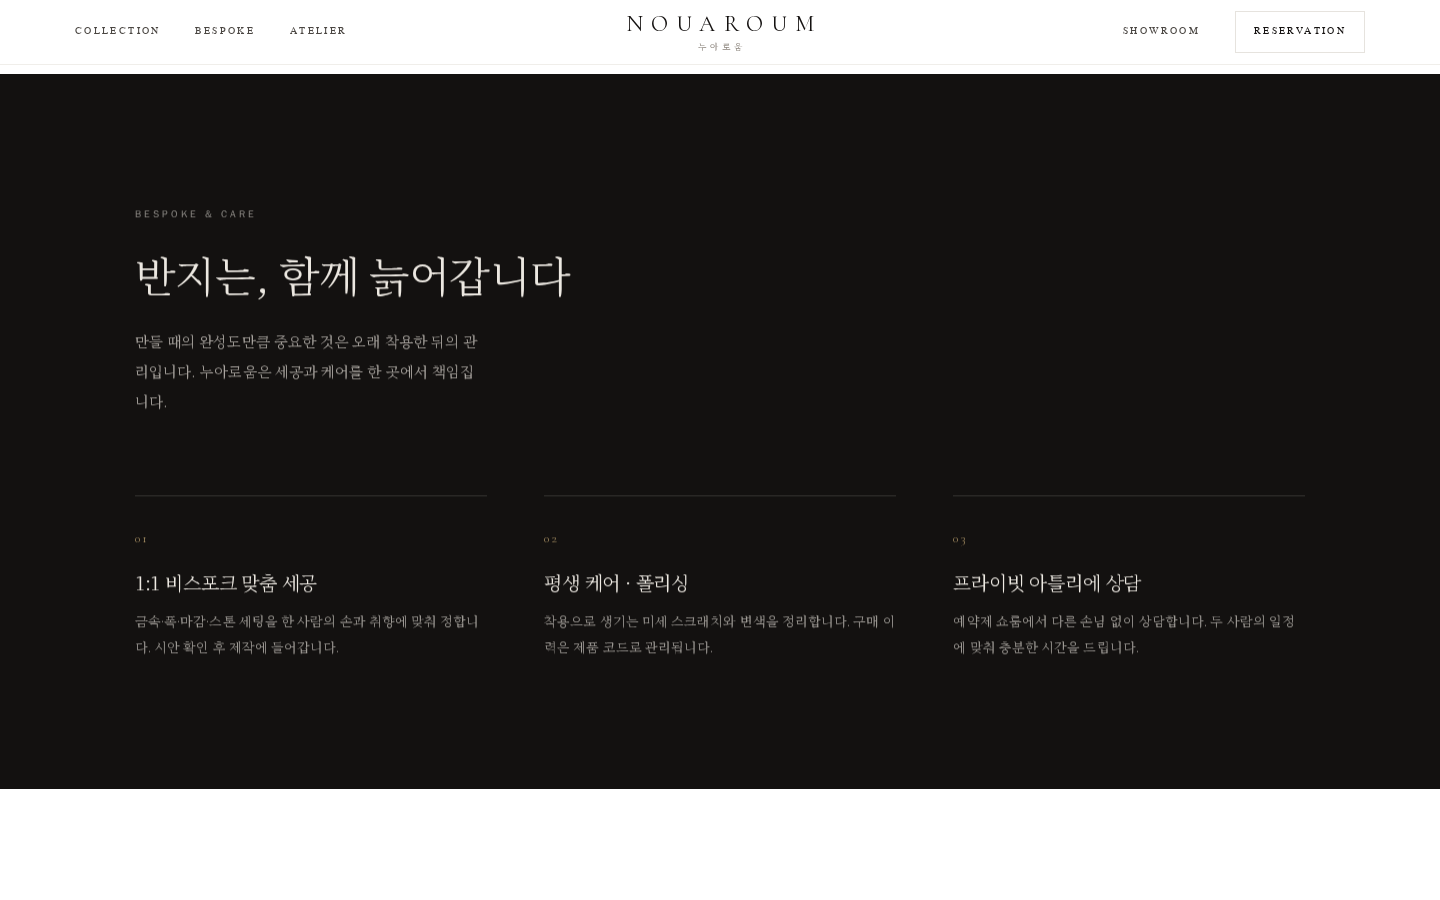 COLLECTION BESPOKE ATELIER NOUAROUM SHOWROOM RESERVATION
누아로움
BESPOKE & CARE
반지는, 함께 늙어갑니다
만들 때의 완성도만큼 중요한 것은 오래 착용한 뒤의 관
리입니다. 누아로움은 세공과 케어를 한 곳에서 책임집
니다.
01
1:1 비스포크 맞춤 세공
금속·폭·마감·스톤 세팅을 한 사람의 손과 취향에 맞춰 정합니
다. 시안 확인 후 제작에 들어갑니다.
02
평생 케어 · 폴리싱
착용으로 생기는 미세 스크래치와 변색을 정리합니다. 구매 이
력은 제품 코드로 관리됩니다.
03
프라이빗 아틀리에 상담
예약제 쇼룸에서 다른 손님 없이 상담합니다. 두 사람의 일정
에 맞춰 충분한 시간을 드립니다.